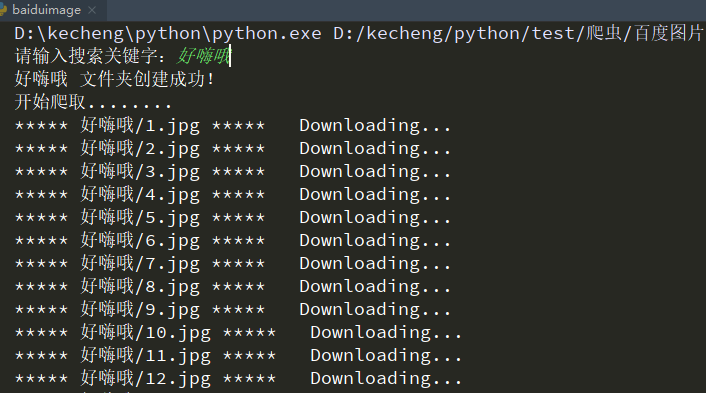 baiduimage
D:\kecheng\python\python.exe D:/kecheng/python/test/爬虫/百度图片
请输入搜索关键字：好嗨哦
好嗨哦 文件夹创建成功!
开始爬取........
***** 好嗨哦/1.jpg *****   Downloading...
***** 好嗨哦/2.jpg *****   Downloading...
***** 好嗨哦/3.jpg *****   Downloading...
***** 好嗨哦/4.jpg *****   Downloading...
***** 好嗨哦/5.jpg *****   Downloading...
***** 好嗨哦/6.jpg *****   Downloading...
***** 好嗨哦/7.jpg *****   Downloading...
***** 好嗨哦/8.jpg *****   Downloading...
***** 好嗨哦/9.jpg *****   Downloading...
***** 好嗨哦/10.jpg *****   Downloading...
***** 好嗨哦/11.jpg *****   Downloading...
***** 好嗨哦/12.jpg *****   Downloading...